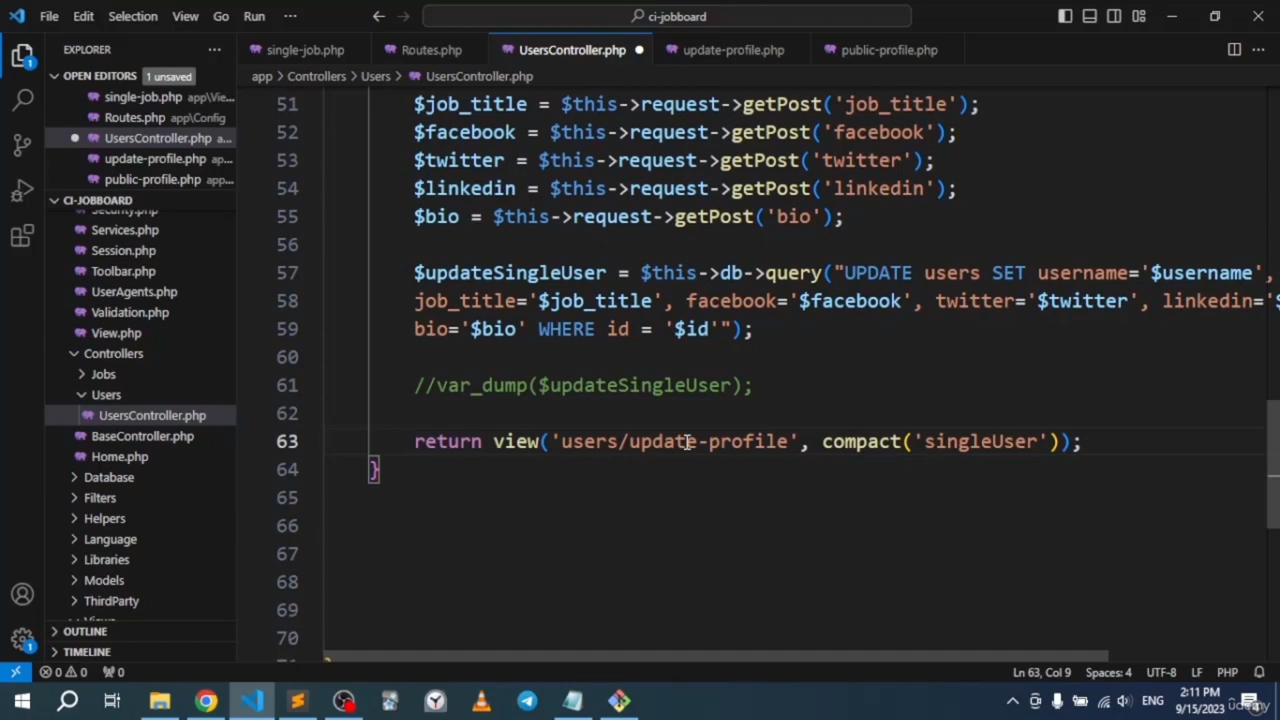 File Edit Selection View Go Run ···
ci-jobboard
EXPLORER ···
single-job.php Routes.php UsersController.php update-profile.php public-profile.php
OPEN EDITORS 1 unsaved
app > Controllers > Users > UsersController.php
single-job.php app\Vie...
Routes.php app\Config
UsersController.php a...
update-profile.php app...
public-profile.php app...
CI-JOBBOARD
Security.php
Services.php
Session.php
Toolbar.php
UserAgents.php
Validation.php
View.php
Controllers
Jobs
Users
UsersController.php
BaseController.php
Home.php
Database
Filters
Helpers
Language
Libraries
Models
ThirdParty
Views
OUTLINE
TIMELINE
51 $job_title = $this->request->getPost('job_title');
52 $facebook = $this->request->getPost('facebook');
53 $twitter = $this->request->getPost('twitter');
54 $linkedin = $this->request->getPost('linkedin');
55 $bio = $this->request->getPost('bio');
56
57 $updateSingleUser = $this->db->query("UPDATE users SET username='$username',
58 job_title='$job_title', facebook='$facebook', twitter='$twitter', linkedin='$
59 bio='$bio' WHERE id = '$id'");
60
61 //var_dump($updateSingleUser);
62
63 return view('users/update-profile', compact('singleUser'));
64 }
65
66
67
68
69
70
0 0 0 Ln 63, Col 9 Spaces: 4 UTF-8 LF PHP
ENG 2:11 PM
9/15/2023
udemy